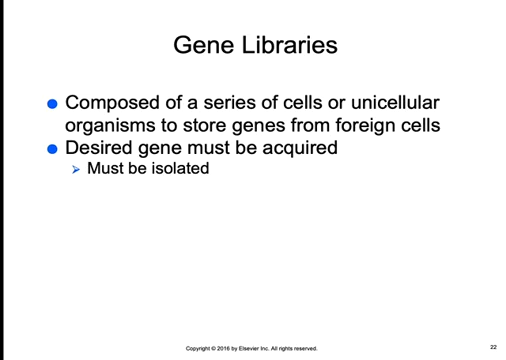 Gene Libraries
● Composed of a series of cells or unicellular
organisms to store genes from foreign cells
● Desired gene must be acquired
➢ Must be isolated
Copyright © 2016 by Elsevier Inc. All rights reserved.
22